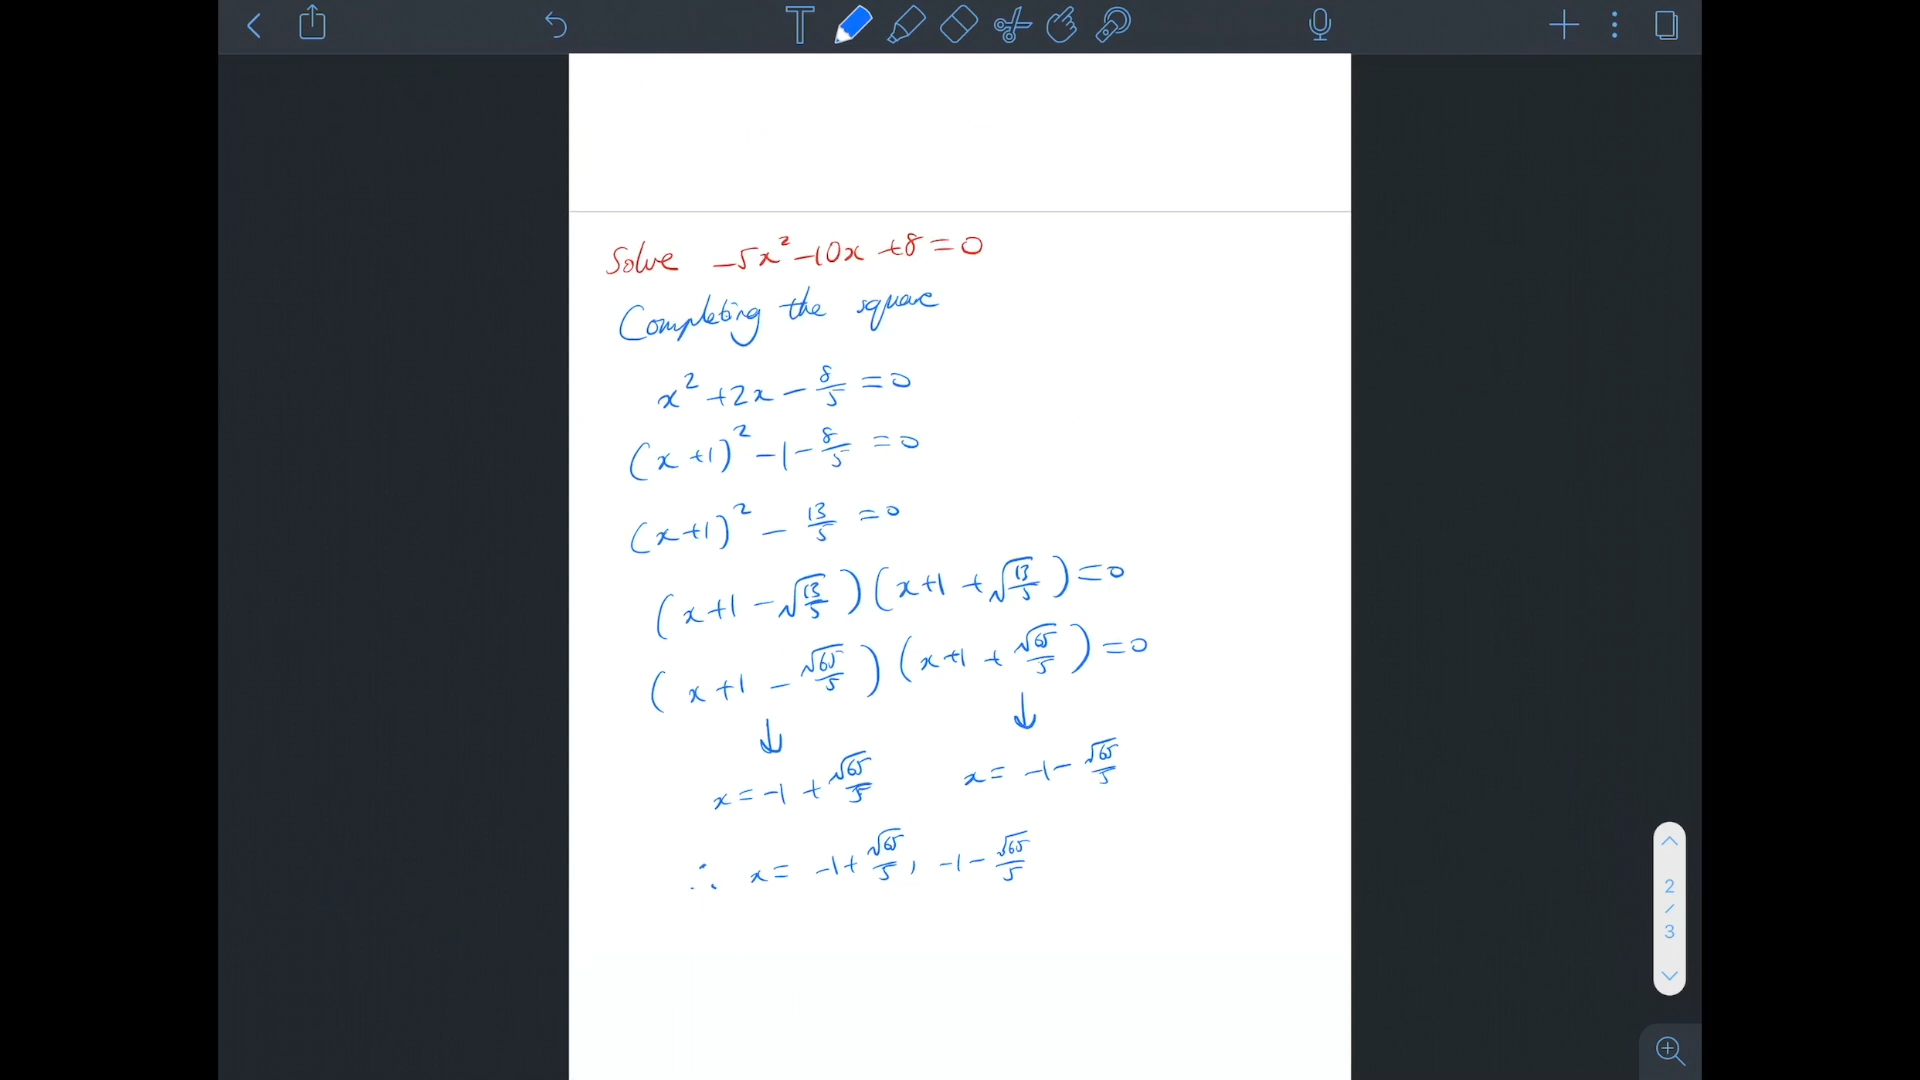 Solve -5x²-10x+8=0
Completing the square
x²+2x-8/5=0
(x+1)²-1-8/5=0
(x+1)²-13/5=0
(x+1-√(13/5))(x+1+√(13/5))=0
(x+1-√65/5)(x+1+√65/5)=0
↓ ↓
x=-1+√65/5 x=-1-√65/5
∴ x=-1+√65/5, -1-√65/5
2
/
3